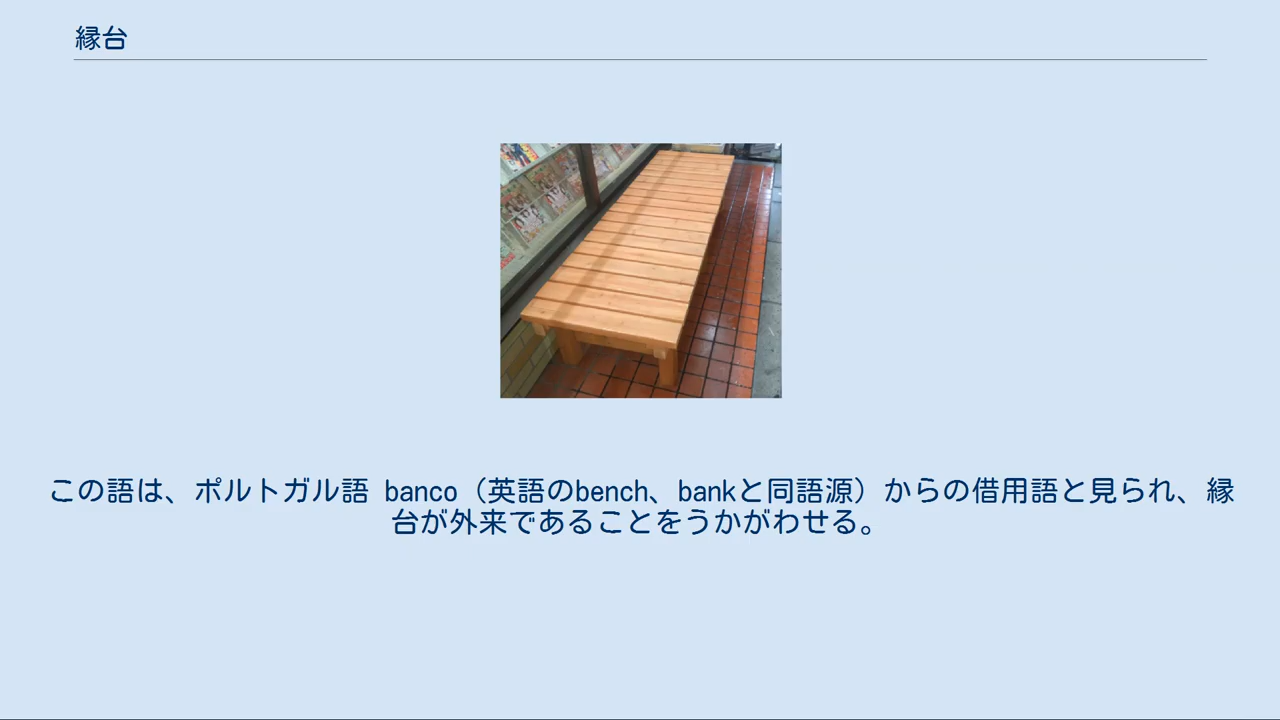 縁台
この語は、ポルトガル語 banco（英語のbench、bankと同語源）からの借用語と見られ、縁
台が外来であることをうかがわせる。